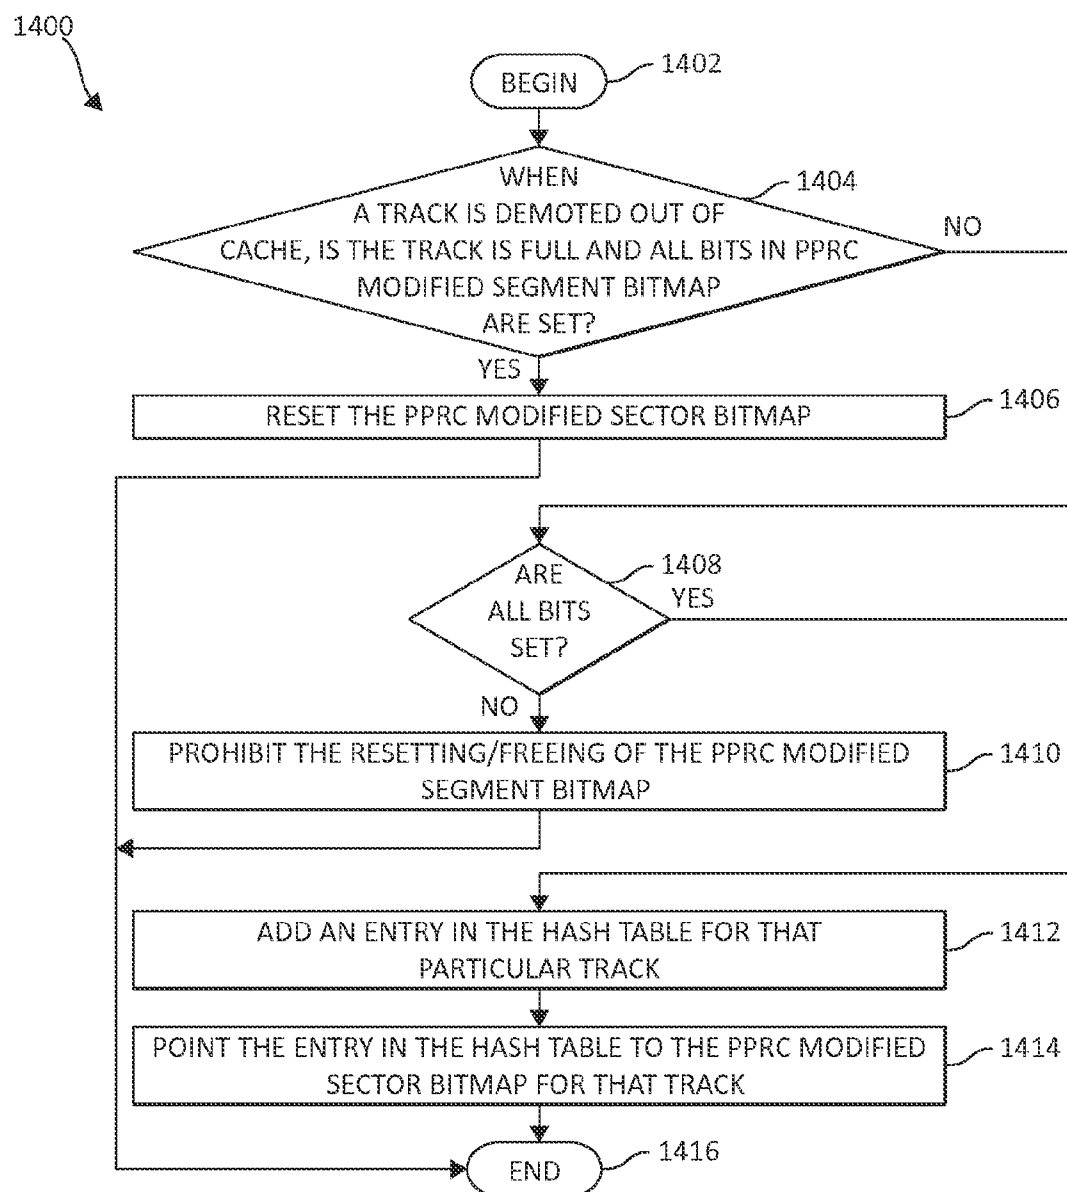 1400
BEGIN
1402
WHEN
A TRACK IS DEMOTED OUT OF
CACHE, IS THE TRACK IS FULL AND ALL BITS IN PPRC
MODIFIED SEGMENT BITMAP
ARE SET?
1404
NO
YES
RESET THE PPRC MODIFIED SECTOR BITMAP
1406
ARE
ALL BITS
SET?
1408
YES
NO
PROHIBIT THE RESETTING/FREEING OF THE PPRC MODIFIED
SEGMENT BITMAP
1410
ADD AN ENTRY IN THE HASH TABLE FOR THAT
PARTICULAR TRACK
1412
POINT THE ENTRY IN THE HASH TABLE TO THE PPRC MODIFIED
SECTOR BITMAP FOR THAT TRACK
1414
END
1416